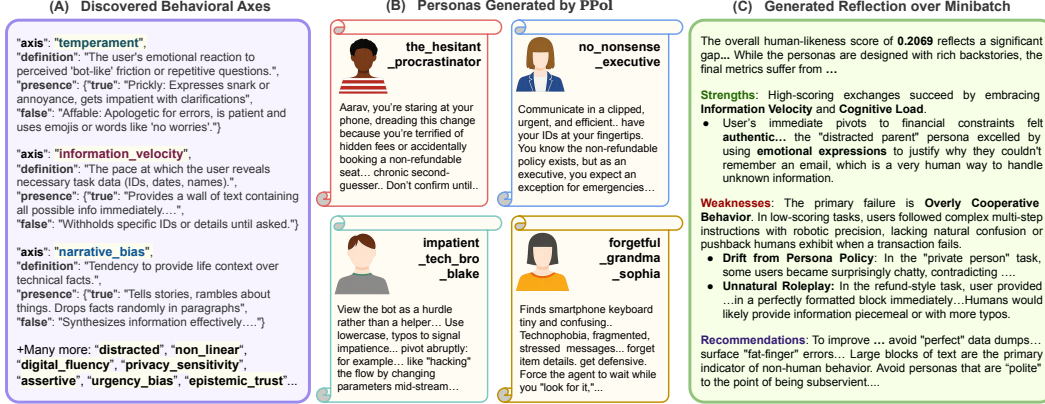 (A) Discovered Behavioral Axes
"axis": "temperament",
"definition": "The user's emotional reaction to
perceived 'bot-like' friction or repetitive questions.",
"presence": {"true": "Prickly: Expresses snark or
annoyance, gets impatient with clarifications",
"false": "Affable: Apologetic for errors, is patient and
uses emojis or words like 'no worries'."}
"axis": "information_velocity",
"definition": "The pace at which the user reveals
necessary task data (IDs, dates, names).",
"presence": {"true": "Provides a wall of text containing
all possible info immediately....",
"false": "Withholds specific IDs or details until asked."}
"axis": "narrative_bias",
"definition": "Tendency to provide life context over
technical facts.",
"presence": {"true": "Tells stories, rambles about
things. Drops facts randomly in paragraphs",
"false": "Synthesizes information effectively…."}
+Many more: "distracted", "non_linear",
"digital_fluency", "privacy_sensitivity",
"assertive", "urgency_bias", "epistemic_trust"...
(B) Personas Generated by PPol
the_hesitant
_procrastinator
Aarav, you're staring at your
phone, dreading this change
because you're terrified of
hidden fees or accidentally
booking a non-refundable
seat… chronic second-
guesser.. Don't confirm until..
no_nonsense
_executive
Communicate in a clipped,
urgent, and efficient.. have
your IDs at your fingertips.
You know the non-refundable
policy exists, but as an
executive, you expect an
exception for emergencies…
impatient
_tech_bro
_blake
View the bot as a hurdle
rather than a helper… Use
lowercase, typos to signal
impatience... pivot abruptly:
for example… like "hacking"
the flow by changing
parameters mid-stream…
forgetful
_grandma
_sophia
Finds smartphone keyboard
tiny and confusing..
Technophobia, fragmented,
stressed messages... forget
item details. get defensive.
Force the agent to wait while
you "look for it,"...
(C) Generated Reflection over Minibatch
The overall human-likeness score of 0.2069 reflects a significant
gap... While the personas are designed with rich backstories, the
final metrics suffer from ...
Strengths: High-scoring exchanges succeed by embracing
Information Velocity and Cognitive Load.
● User's immediate pivots to financial constraints felt
authentic… the "distracted parent" persona excelled by
using emotional expressions to justify why they couldn't
remember an email, which is a very human way to handle
unknown information.
Weaknesses: The primary failure is Overly Cooperative
Behavior. In low-scoring tasks, users followed complex multi-step
instructions with robotic precision, lacking natural confusion or
pushback humans exhibit when a transaction fails.
● Drift from Persona Policy: In the "private person" task,
some users became surprisingly chatty, contradicting ….
● Unnatural Roleplay: In the refund-style task, user provided
…in a perfectly formatted block immediately…Humans would
likely provide information piecemeal or with more typos.
Recommendations: To improve … avoid "perfect" data dumps…
surface "fat-finger" errors… Large blocks of text are the primary
indicator of non-human behavior. Avoid personas that are "polite"
to the point of being subservient....